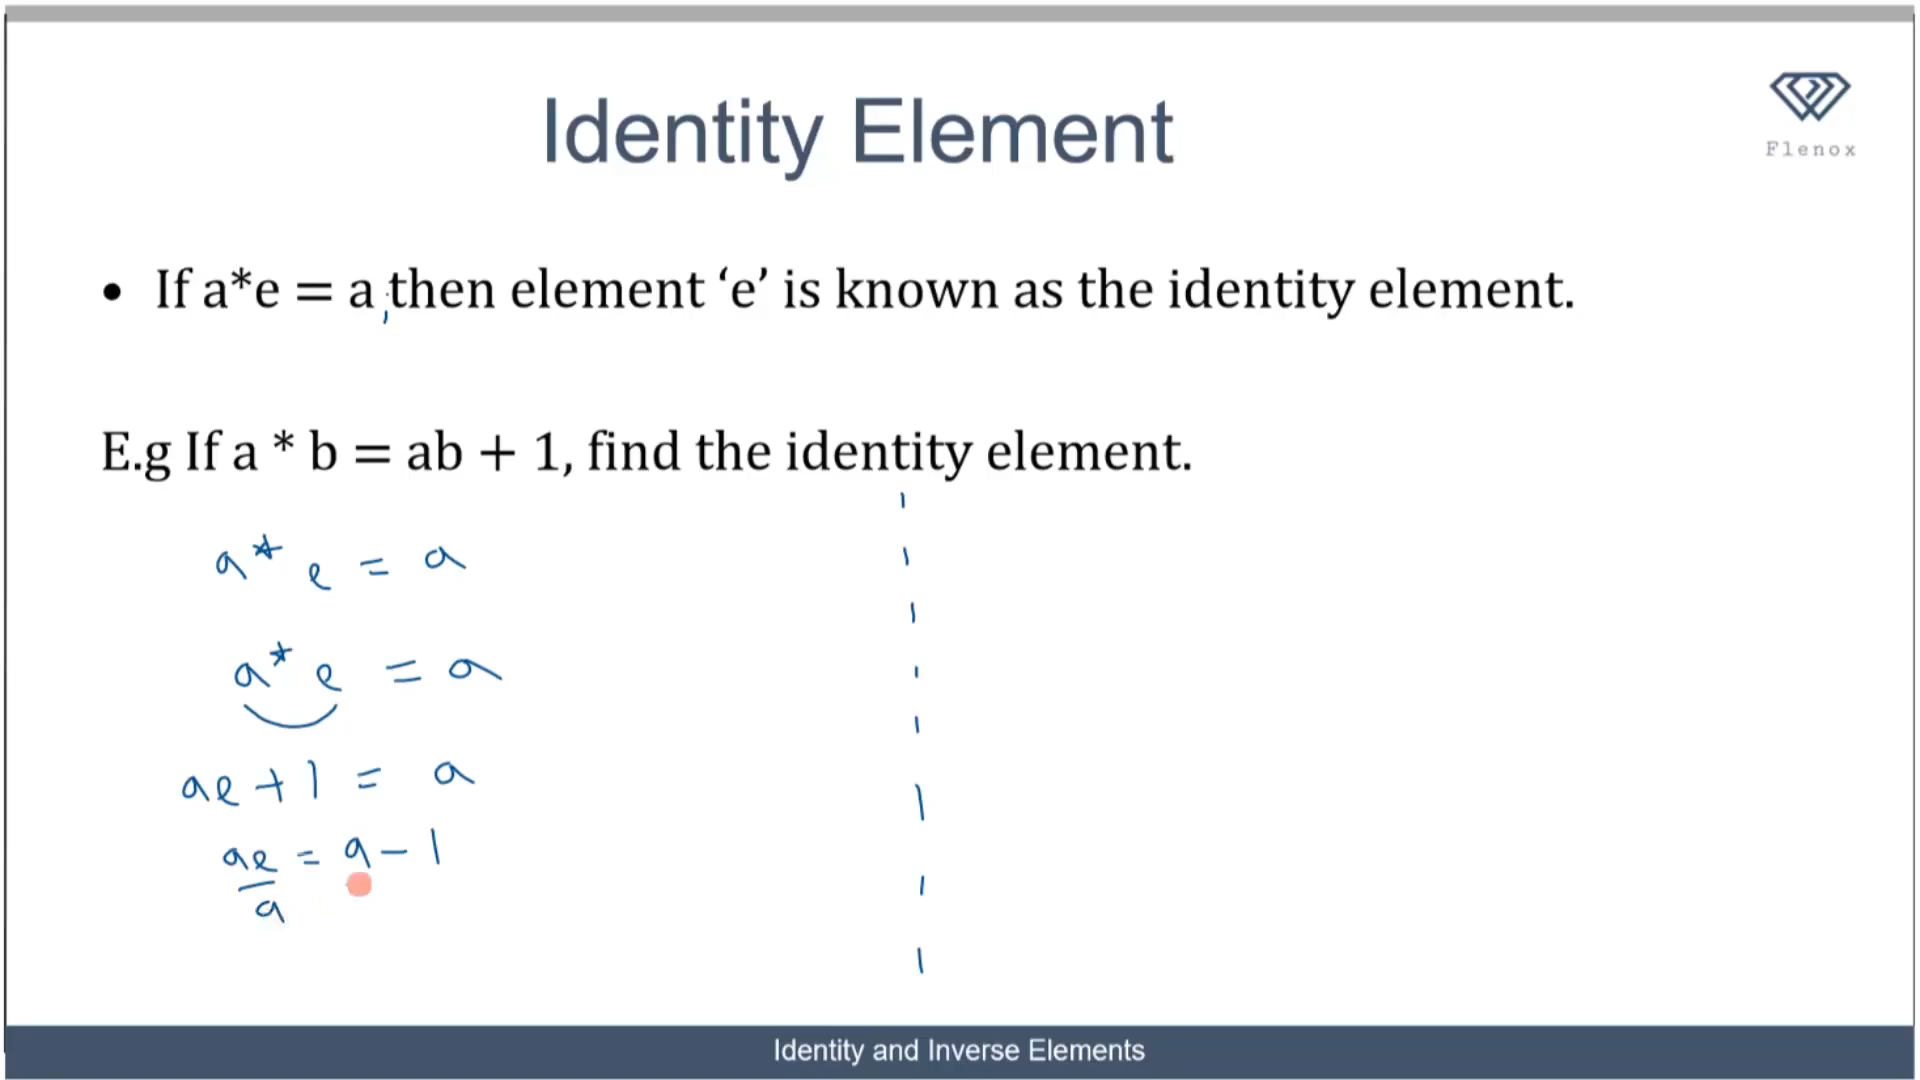 Identity Element
Flenox
• If a*e = a, then element ‘e’ is known as the identity element.
E.g If a * b = ab + 1, find the identity element.
a * e = a
a * e = a
ae + 1 = a
ae/a = a - 1
Identity and Inverse Elements